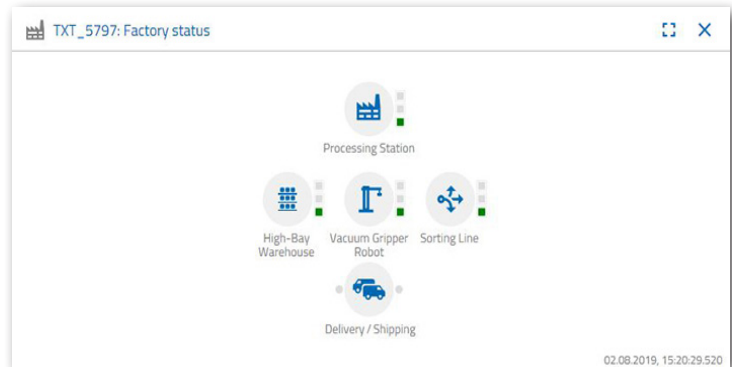 TXT_5797: Factory status
Processing Station
High-Bay
Warehouse
Vacuum Gripper
Robot
Sorting Line
Delivery / Shipping
02.08.2019, 15:20:29.520